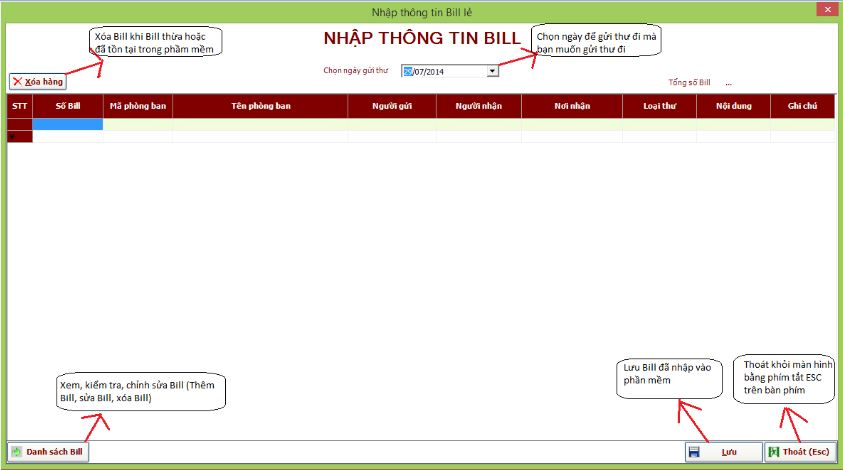 Nhập thông tin Bill lẻ
Xóa Bill khi Bill thừa hoặc
đã tồn tại trong phầm mềm
NHẬP THÔNG TIN BILL
Chọn ngày để gửi thư đi mà
bạn muốn gửi thư đi
Chọn ngày gửi thư 29/07/2014
Xóa hàng
Tổng số Bill ...
STT Số Bill Mã phòng ban Tên phòng ban Người gửi Người nhận Nơi nhận Loại thư Nội dung Ghi chú
Xem, kiểm tra, chỉnh sửa Bill (Thêm
Bill, sửa Bill, xóa Bill)
Lưu Bill đã nhập vào
phần mềm
Thoát khỏi màn hình
bằng phím tắt ESC
trên bàn phím
Danh sách Bill
Lưu
Thoát (Esc)